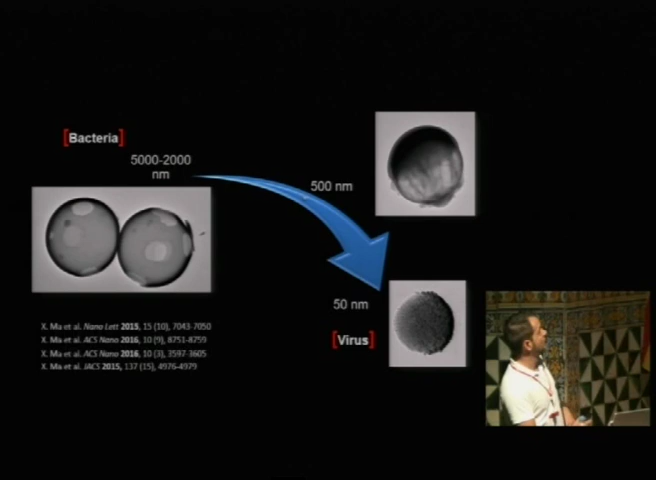 [Bacteria]
5000-2000
nm
500 nm
50 nm
[Virus]
X. Ma et al. Nano Lett 2015, 15 (10), 7043-7050
X. Ma et al. ACS Nano 2016, 10 (9), 8751-8759
X. Ma et al. ACS Nano 2016, 10 (3), 3597-3605
X. Ma et al. JACS 2015, 137 (15), 4976-4979